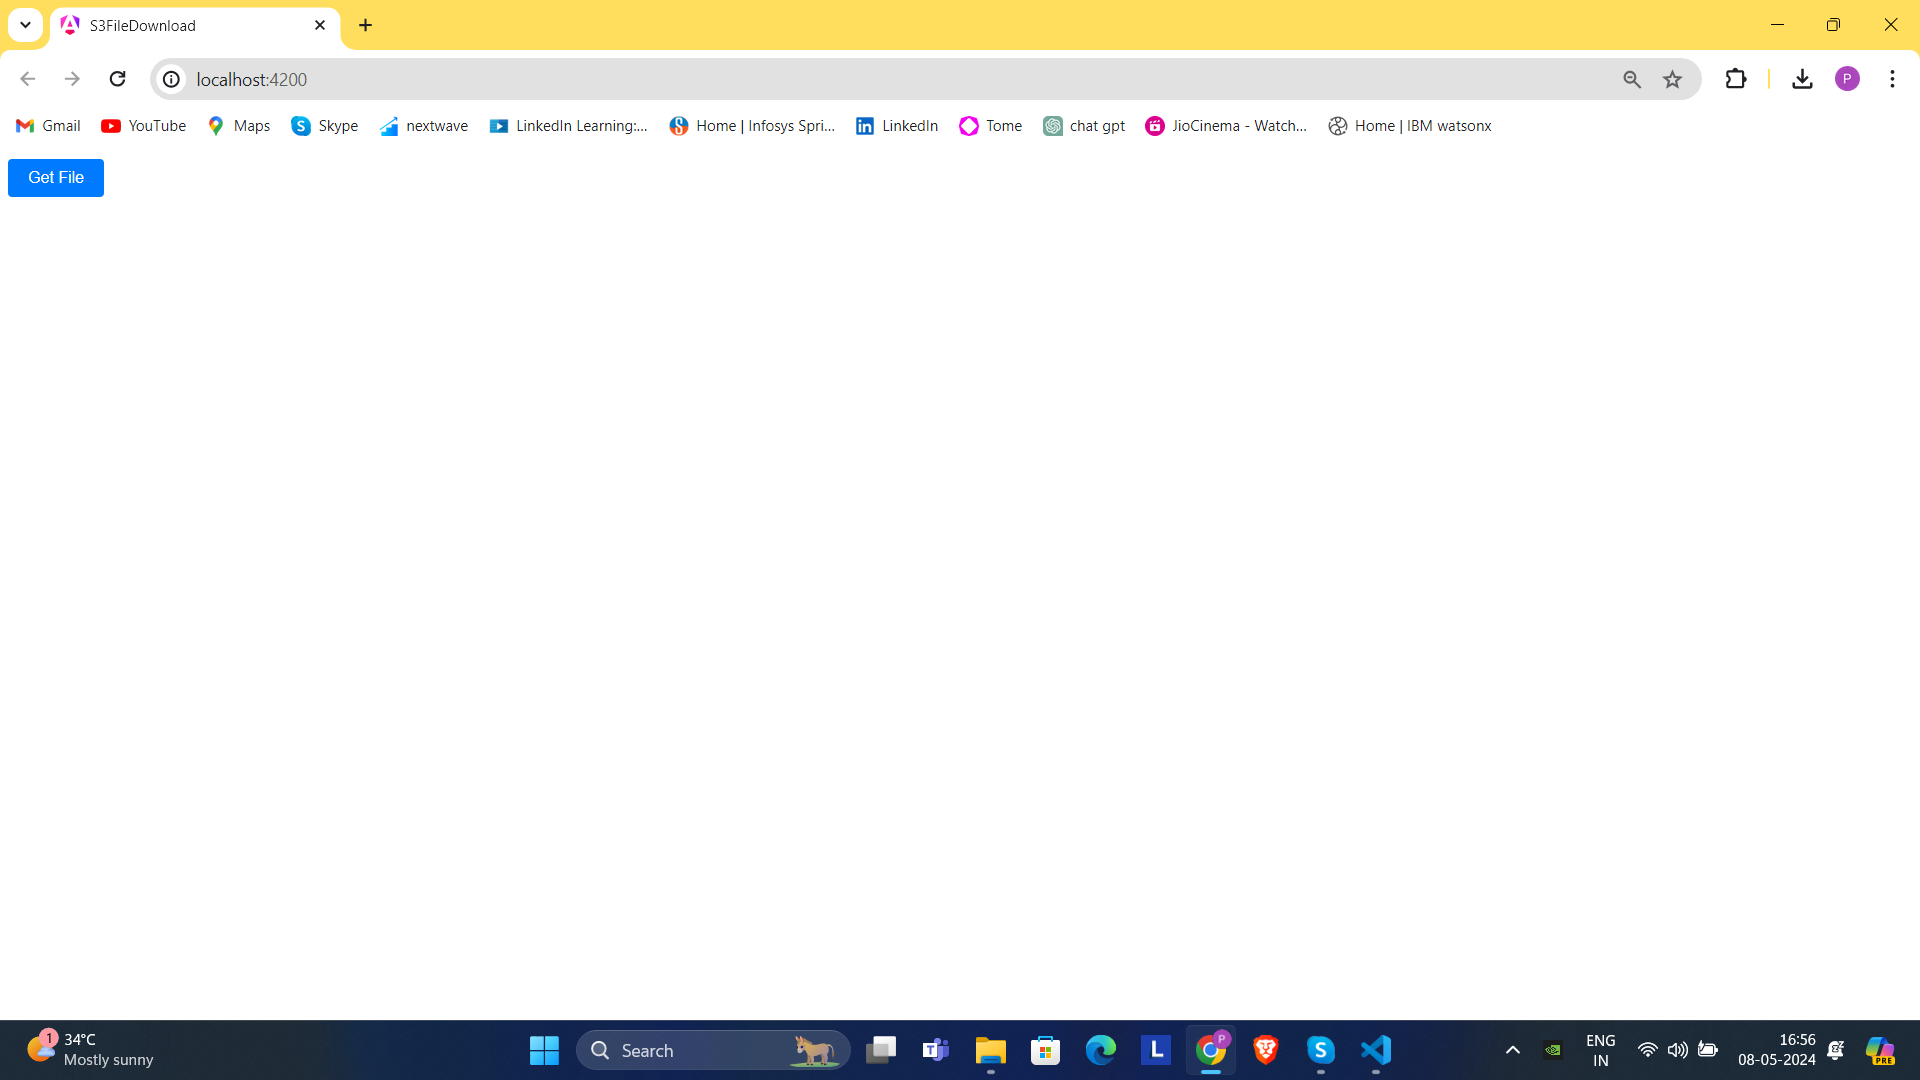 S3FileDownload
localhost:4200
P
Gmail YouTube Maps Skype nextwave LinkedIn Learning:... Home | Infosys Spri... LinkedIn Tome chat gpt JioCinema - Watch... Home | IBM watsonx
Get File
1
34°C
Mostly sunny
Search
T
L
P
S
ENG
IN
16:56
08-05-2024
PRE